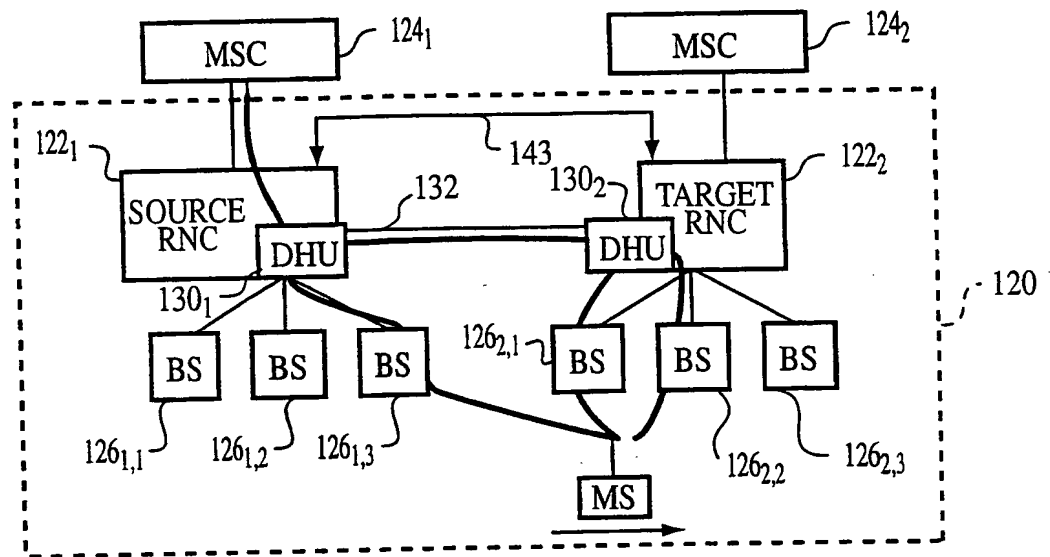 MSC
124₁
MSC
124₂
122₁
143
122₂
SOURCE
RNC
132
130₂
TARGET
RNC
DHU
DHU
130₁
120
126₂,₁
BS
BS
BS
BS
BS
BS
126₁,₁
126₁,₂
126₁,₃
126₂,₂
126₂,₃
MS